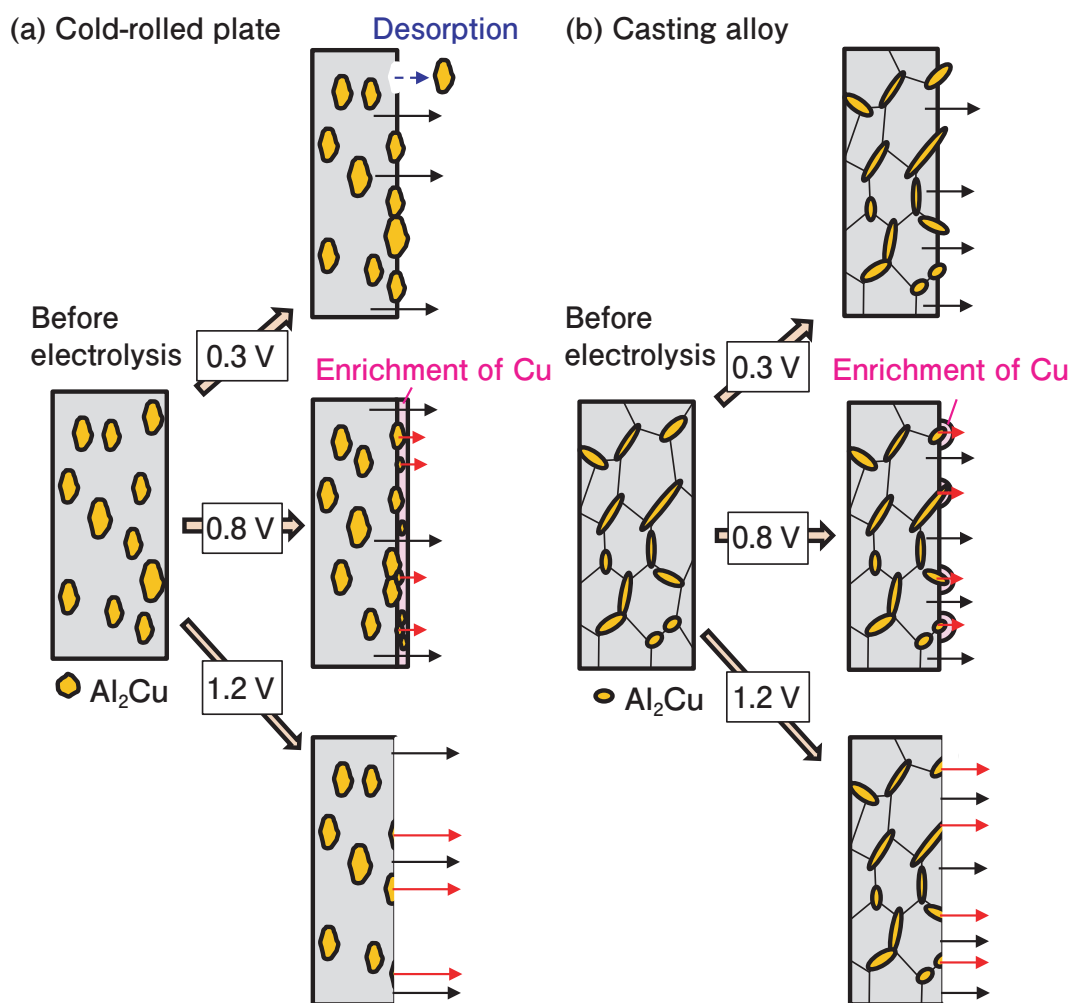 (a) Cold-rolled plate
Desorption
Before
electrolysis
0.3 V
Enrichment of Cu
0.8 V
Al₂Cu
1.2 V
(b) Casting alloy
Before
electrolysis
0.3 V
Enrichment of Cu
0.8 V
Al₂Cu
1.2 V